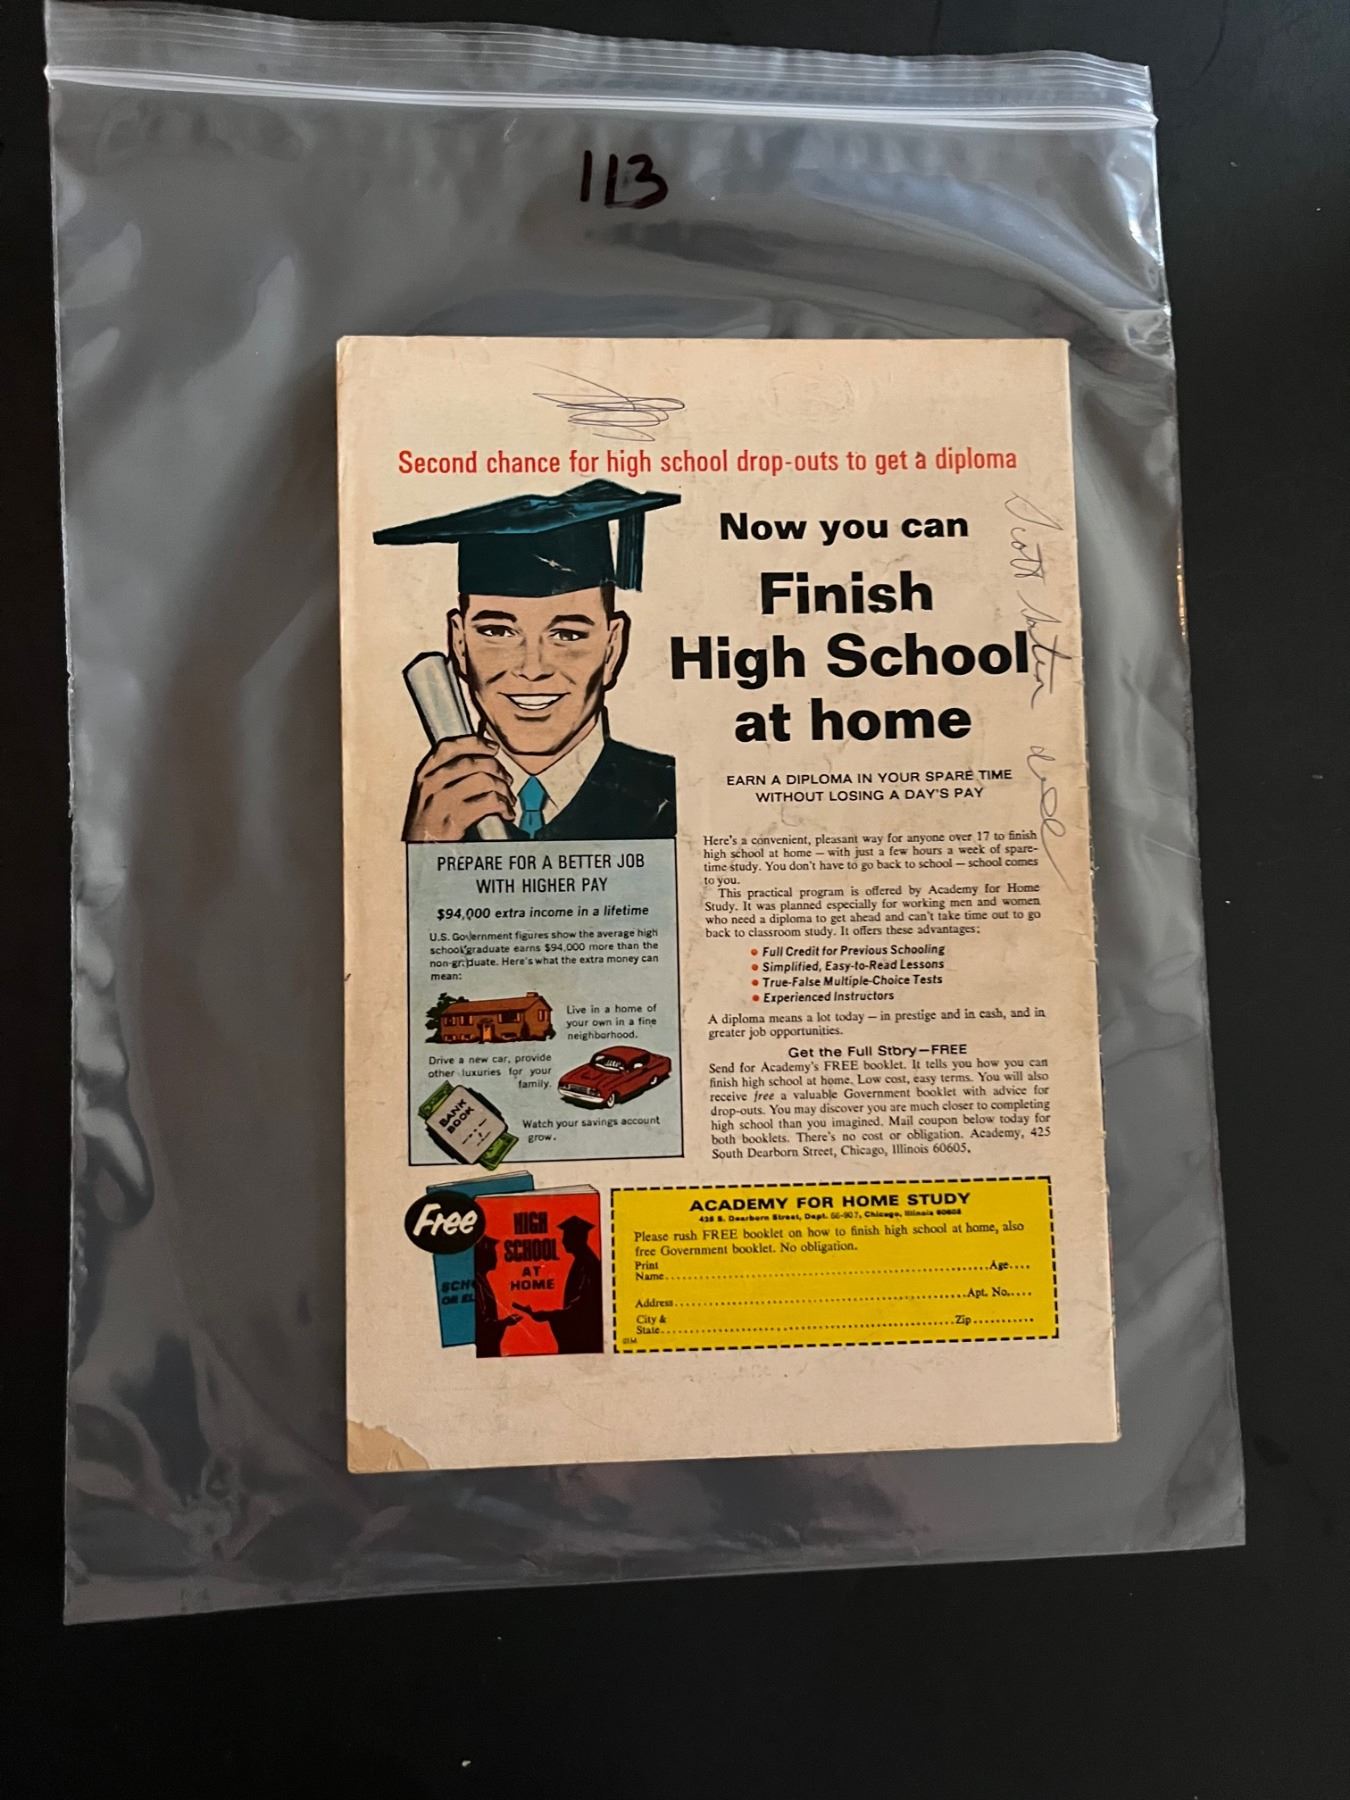 113
Second chance for high school drop-outs to get a diploma
Now you can
Finish
High School
at home
EARN A DIPLOMA IN YOUR SPARE TIME
WITHOUT LOSING A DAY'S PAY
Scott
PREPARE FOR A BETTER JOB
WITH HIGHER PAY
$94,000 extra income in a lifetime
U.S. Government figures show the average high
school graduate earns $94,000 more than the
non-graduate. Here's what the extra money can
mean:
Live in a home of
your own in a fine
neighborhood.
Drive a new car, provide
other luxuries for your
family.
BANK
BOOK
Watch your savings account
grow.
Here's a convenient, pleasant way for anyone over 17 to finish
high school at home — with just a few hours a week of spare-
time study. You don't have to go back to school — school comes
to you.
This practical program is offered by Academy for Home
Study. It was planned especially for working men and women
who need a diploma to get ahead and can't take time out to go
back to classroom study. It offers these advantages:
• Full Credit for Previous Schooling
• Simplified, Easy-to-Read Lessons
• True-False Multiple-Choice Tests
• Experienced Instructors
A diploma means a lot today — in prestige and in cash, and in
greater job opportunities.
Get the Full Story—FREE
Send for Academy's FREE booklet. It tells you how you can
finish high school at home. Low cost, easy terms. You will also
receive free a valuable Government booklet with advice for
drop-outs. You may discover you are much closer to completing
high school than you imagined. Mail coupon below today for
both booklets. There's no cost or obligation. Academy, 425
South Dearborn Street, Chicago, Illinois 60605.
Free
HIGH
SCHOOL
AT
HOME
SCH
OR EL
ACADEMY FOR HOME STUDY
425 S. Dearborn Street, Dept. 66-907, Chicago, Illinois 60605
Please rush FREE booklet on how to finish high school at home, also
free Government booklet. No obligation.
Print
Name.....Age....
Address.....Apt. No.....
City &
State.....Zip.....